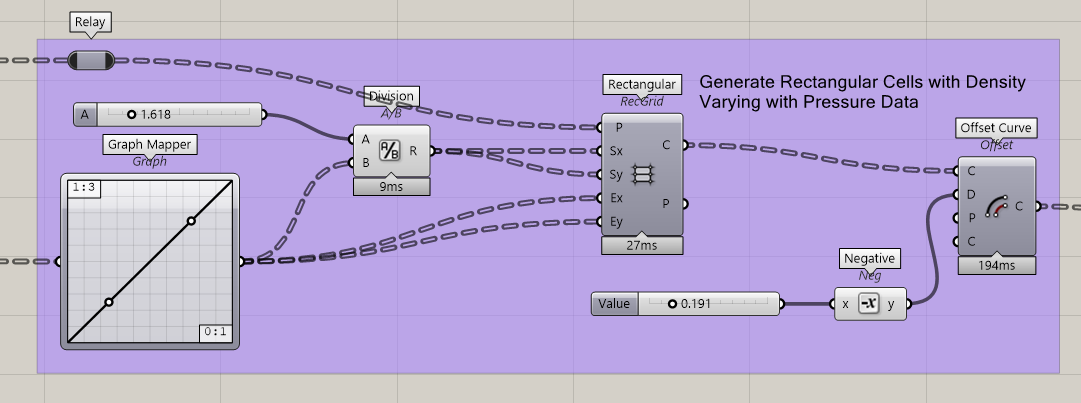 Relay
A 1.618
Graph Mapper
Graph
1:3
0:1
Division
A/B
A
B
A/B
R
9ms
Rectangular
RecGrid
P
Sx
Sy
Ex
Ey
C
P
27ms
Generate Rectangular Cells with Density
Varying with Pressure Data
Value 0.191
Negative
Neg
x -x y
Offset Curve
Offset
C
D
P
C
C
194ms